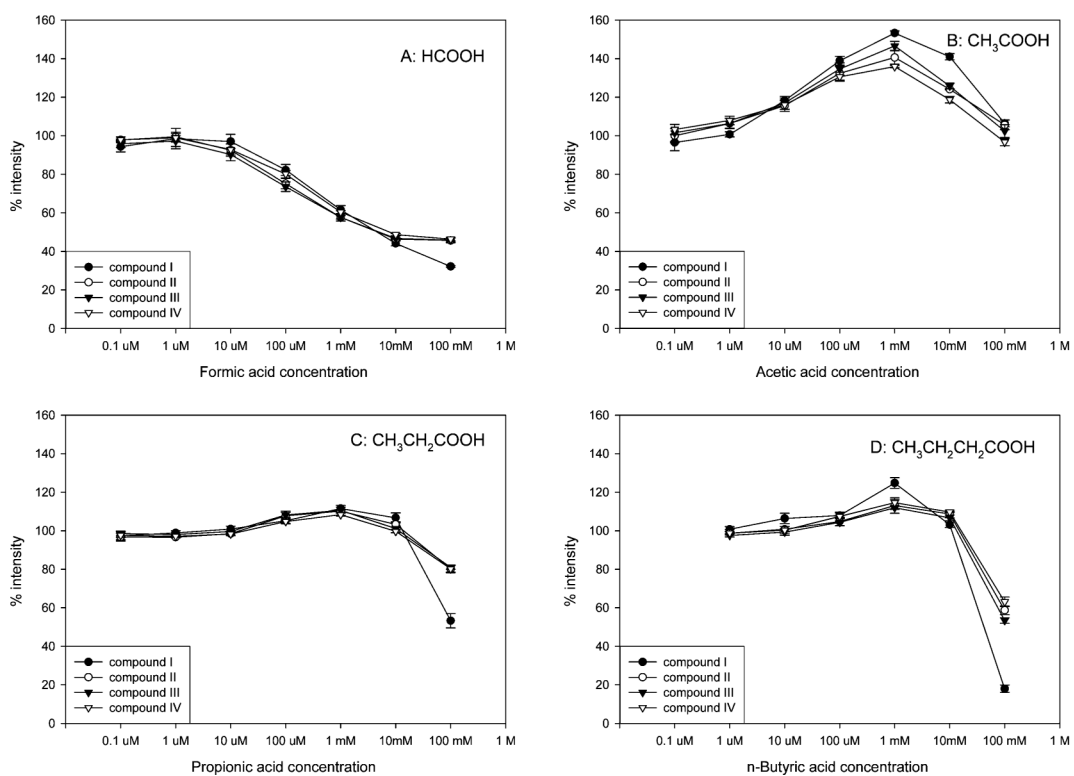 160
140
120
100
80
60
40
20
0
% intensity
A: HCOOH
compound I
compound II
compound III
compound IV
0.1 uM 1 uM 10 uM 100 uM 1 mM 10mM 100 mM 1 M
Formic acid concentration
160
140
120
100
80
60
40
20
0
% intensity
B: CH₃COOH
compound I
compound II
compound III
compound IV
0.1 uM 1 uM 10 uM 100 uM 1 mM 10mM 100 mM 1 M
Acetic acid concentration
160
140
120
100
80
60
40
20
0
% intensity
C: CH₃CH₂COOH
compound I
compound II
compound III
compound IV
0.1 uM 1 uM 10 uM 100 uM 1 mM 10mM 100 mM 1 M
Propionic acid concentration
160
140
120
100
80
60
40
20
0
% intensity
D: CH₃CH₂CH₂COOH
compound I
compound II
compound III
compound IV
0.1 uM 1 uM 10 uM 100 uM 1 mM 10mM 100 mM 1 M
n-Butyric acid concentration